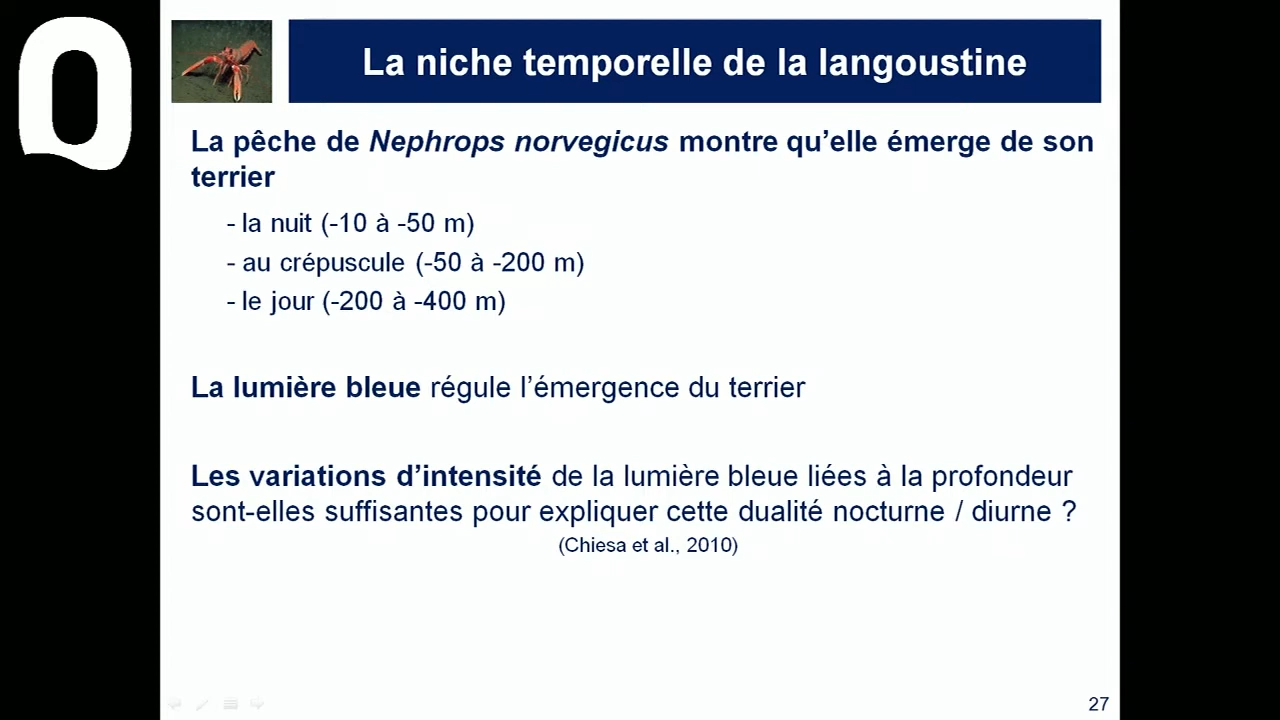 La niche temporelle de la langoustine
La pêche de Nephrops norvegicus montre qu’elle émerge de son
terrier
- la nuit (-10 à -50 m)
- au crépuscule (-50 à -200 m)
- le jour (-200 à -400 m)
La lumière bleue régule l’émergence du terrier
Les variations d’intensité de la lumière bleue liées à la profondeur
sont-elles suffisantes pour expliquer cette dualité nocturne / diurne ?
(Chiesa et al., 2010)
27